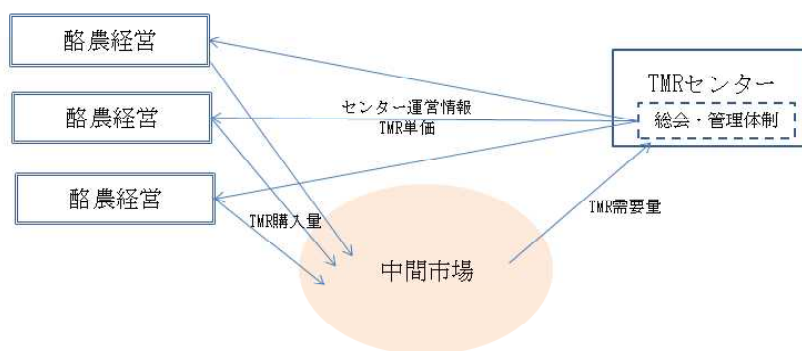 酪農経営
TMRセンター
酪農経営
センター運営情報
TMR単価
総会・管理体制
酪農経営
TMR購入量
TMR需要量
中間市場